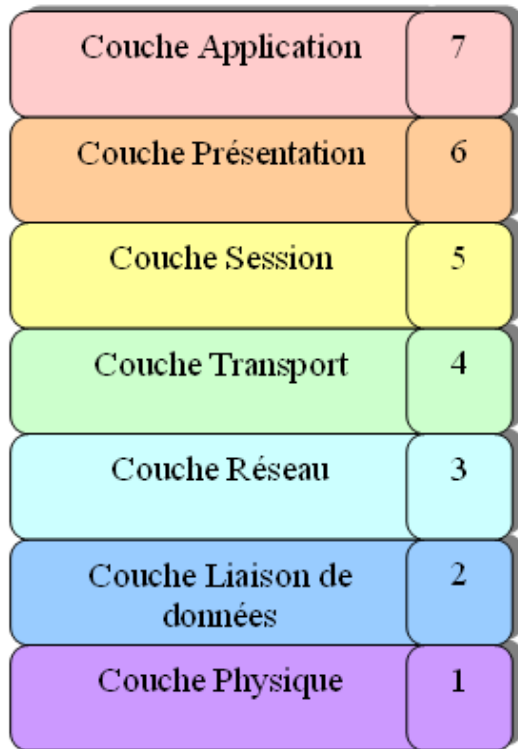 Couche Application 7
Couche Présentation 6
Couche Session 5
Couche Transport 4
Couche Réseau 3
Couche Liaison de 2
données
Couche Physique 1